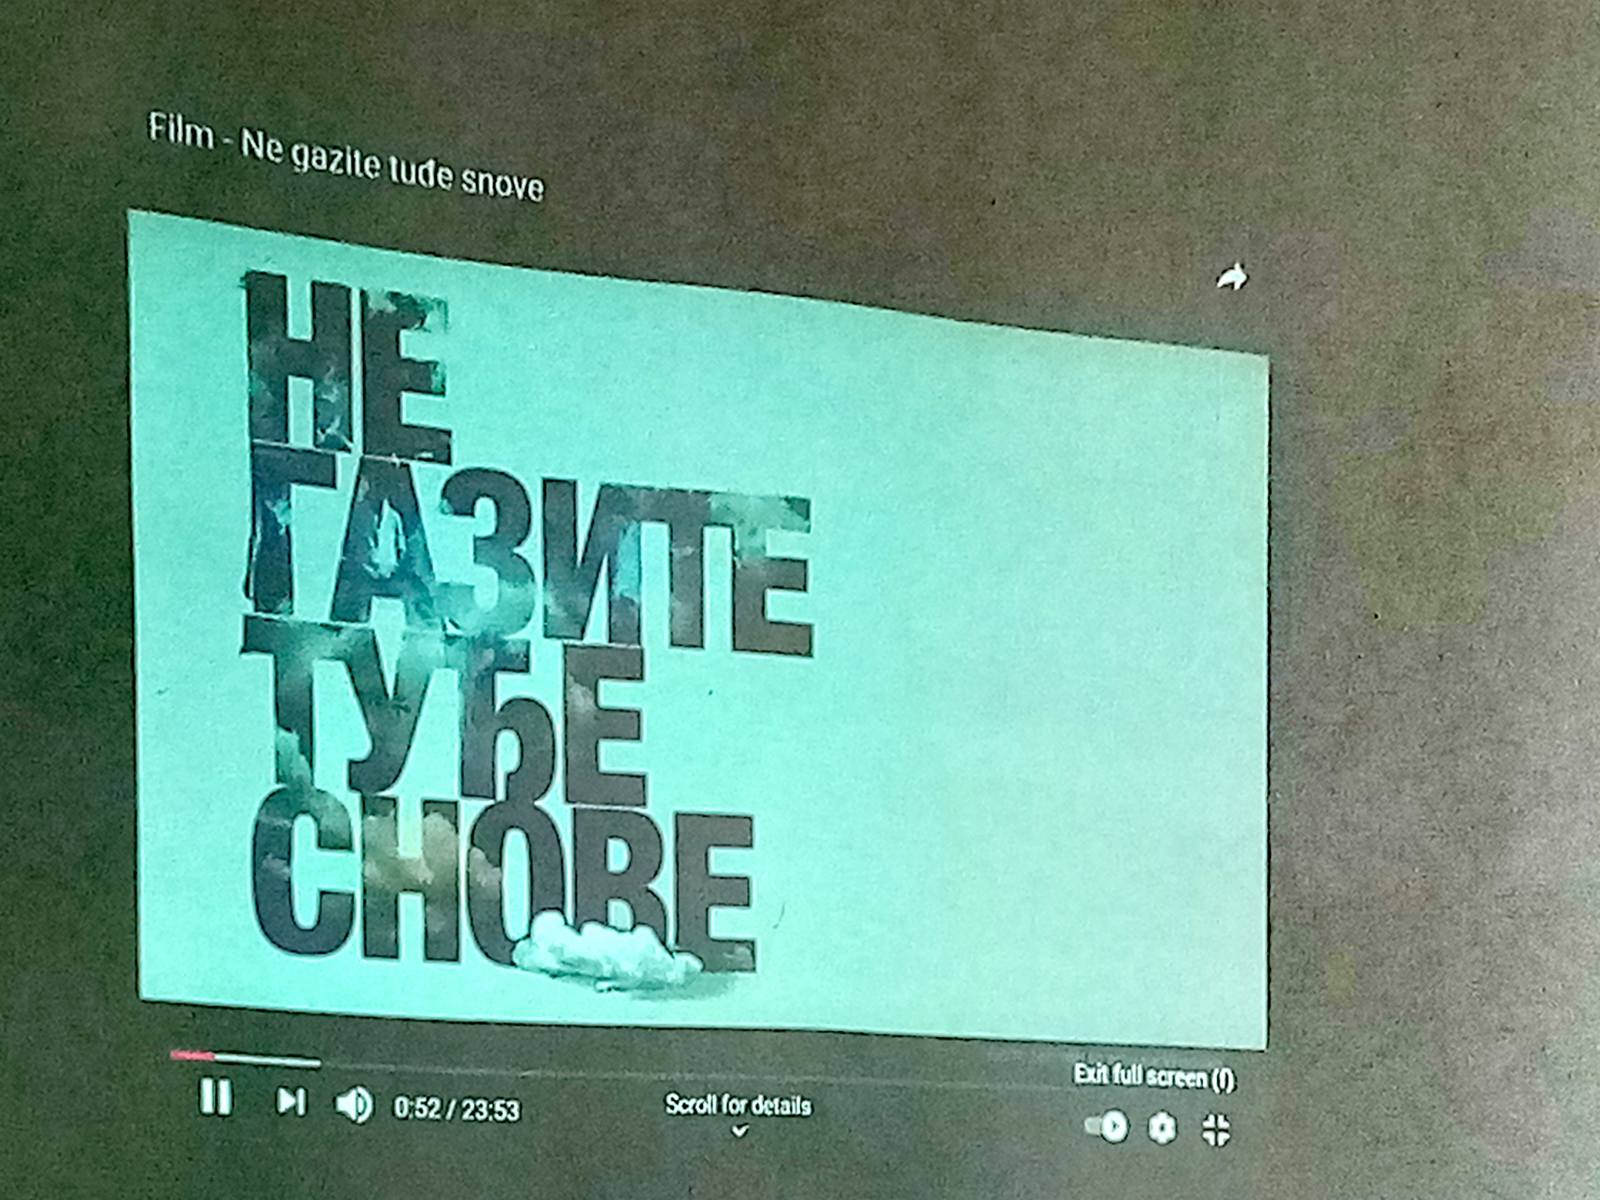 Film - Ne gazite tuđe snove
НЕ
ГАЗИТЕ
ТУЂЕ
СНОВЕ
Exit full screen (f)
0:52 / 23:53
Scroll for details